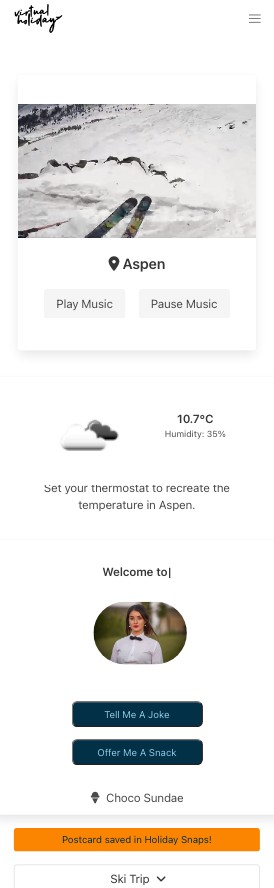 virtual
holiday
Aspen
Play Music Pause Music
10.7ºC
Humidity: 35%
Set your thermostat to recreate the
temperature in Aspen.
Welcome to|
Tell Me A Joke
Offer Me A Snack
Choco Sundae
Postcard saved in Holiday Snaps!
Ski Trip